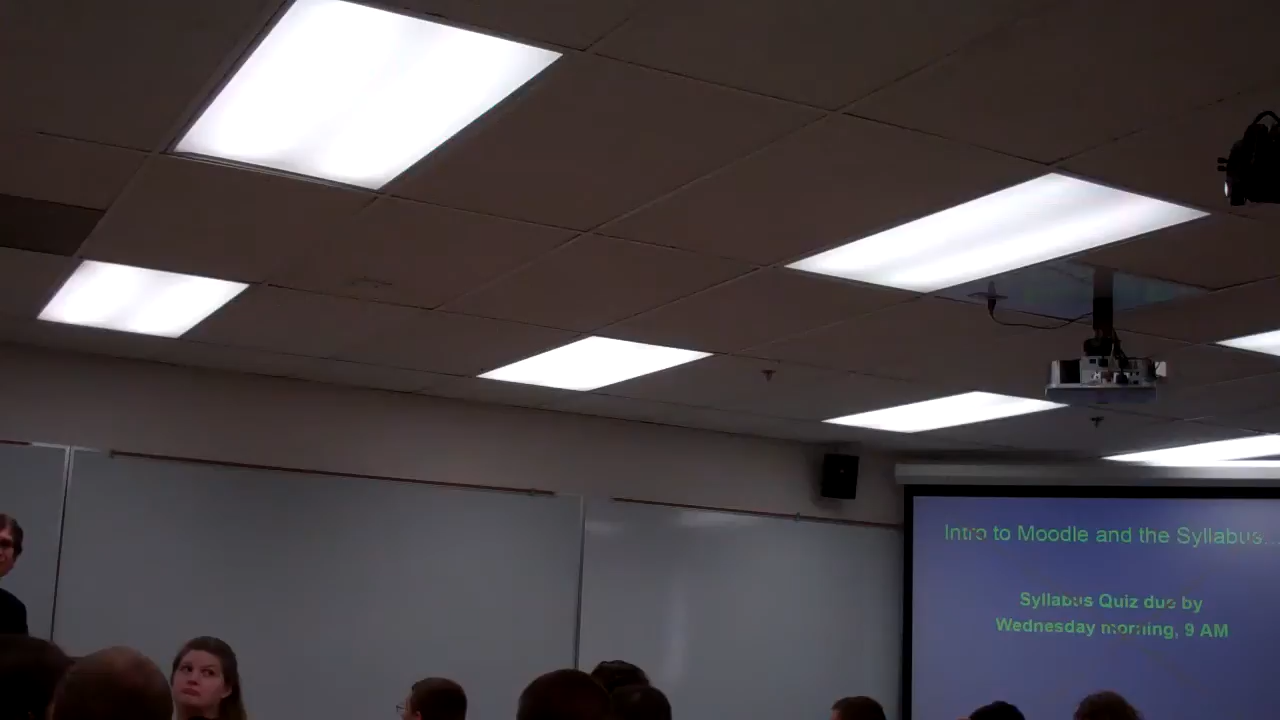 Intro to Moodle and the Syllabus...
Syllabus Quiz due by
Wednesday morning, 9 AM